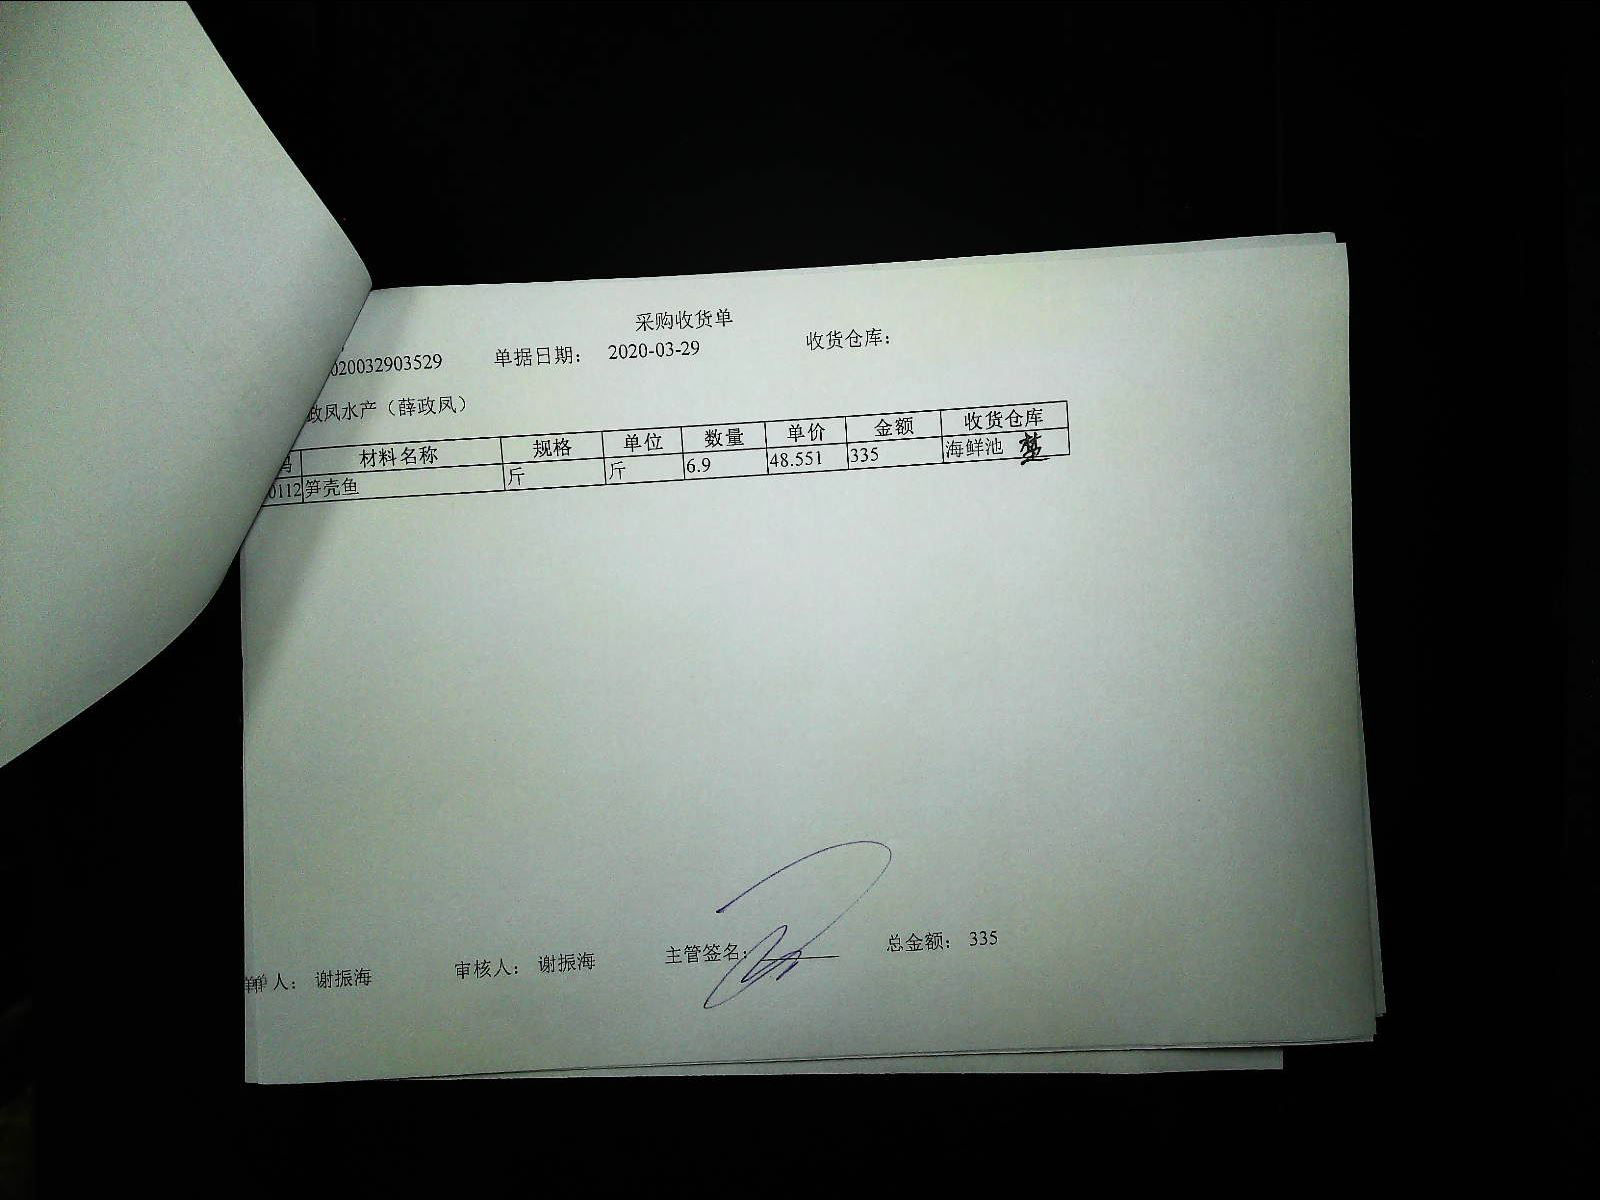 采购收货单
020032903529 单据日期： 2020-03-29 收货仓库：
政凤水产（薛政凤）
码 材料名称 规格 单位 数量 单价 金额 收货仓库
0112 笋壳鱼 斤 斤 6.9 48.551 335 海鲜池
单人： 谢振海 审核人： 谢振海 主管签名： 总金额： 335